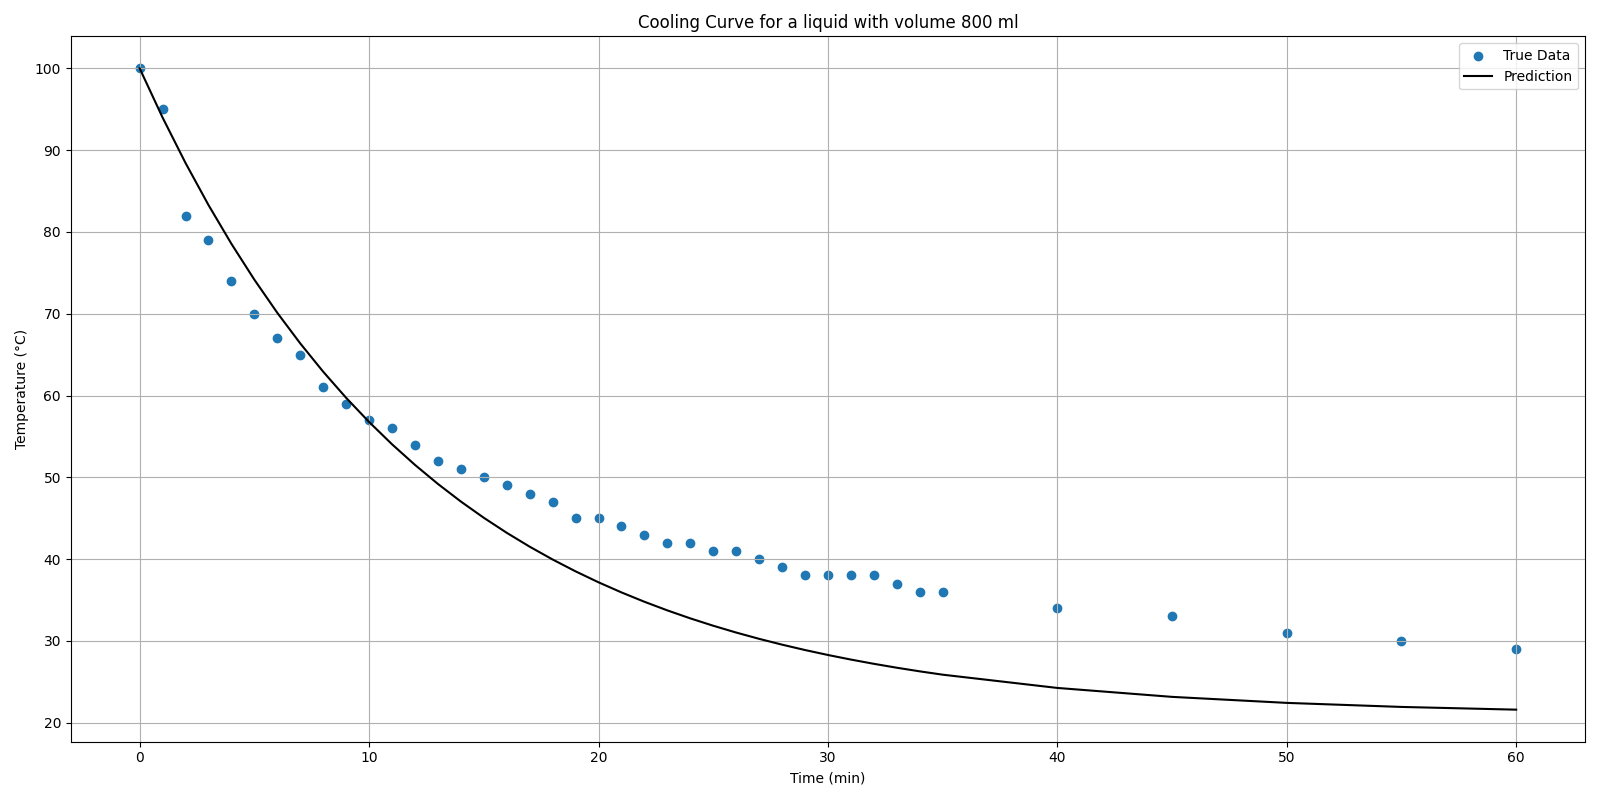 Cooling Curve for a liquid with volume 800 ml
True Data
Prediction
100
90
80
70
60
50
40
30
20
Temperature (°C)
0 10 20 30 40 50 60
Time (min)